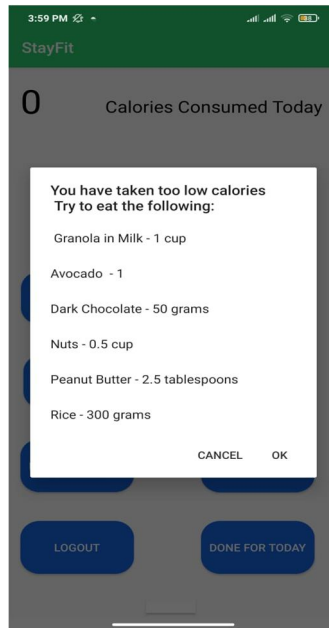 3:59 PM
StayFit
0 Calories Consumed Today
You have taken too low calories
Try to eat the following:
Granola in Milk - 1 cup
Avocado - 1
Dark Chocolate - 50 grams
Nuts - 0.5 cup
Peanut Butter - 2.5 tablespoons
Rice - 300 grams
CANCEL OK
LOGOUT DONE FOR TODAY